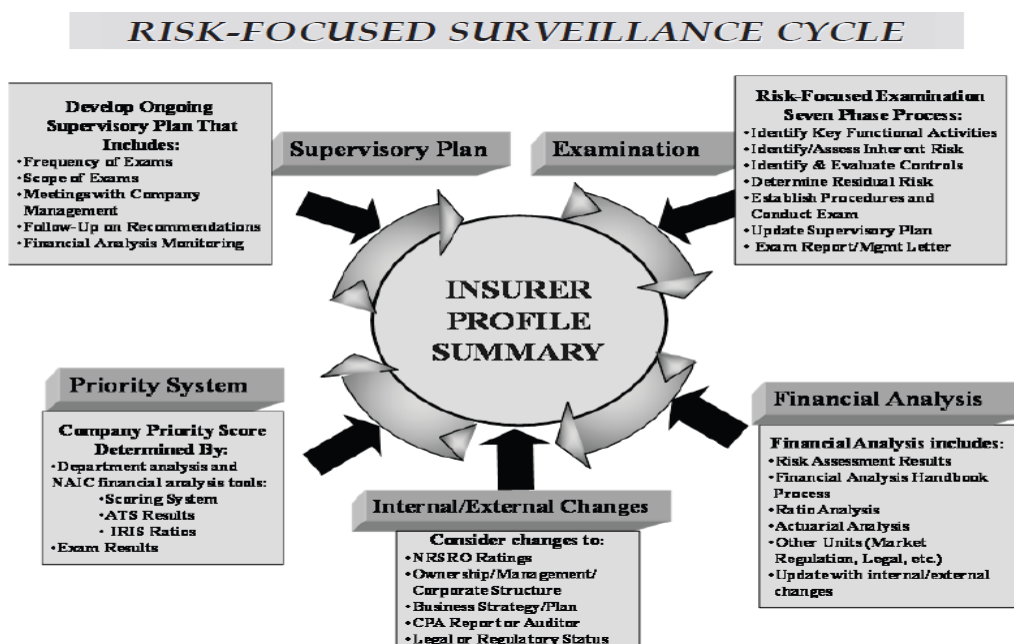 RISK-FOCUSED SURVEILLANCE CYCLE
Develop Ongoing
Supervisory Plan That
Includes:
•Frequency of Exams
•Scope of Exams
•Meetings with Company
Management
•Follow-Up on Recommendations
•Financial Analysis Monitoring
Supervisory Plan
Examination
Risk-Focused Examination
Seven Phase Process:
•Identify Key Functional Activities
•Identify/Assess Inherent Risk
•Identify & Evaluate Controls
•Determine Residual Risk
•Establish Procedures and
Conduct Exam
•Update Supervisory Plan
• Exam Report/Mgmt Letter
INSURER
PROFILE
SUMMARY
Priority System
Company Priority Score
Determined By:
•Department analysis and
NAIC financial analysis tools:
•Scoring System
•ATS Results
• IRIS Ratios
•Exam Results
Internal/External Changes
Consider changes to:
•NRSRO Ratings
•Ownership/Management/
Corporate Structure
•Business Strategy/Plan
•CPA Report or Auditor
•Legal or Regulatory Status
Financial Analysis
Financial Analysis includes:
•Risk Assessment Results
•Financial Analysis Handbook
Process
•Ratio Analysis
•Actuarial Analysis
•Other Units (Market
Regulation, Legal, etc.)
•Update with internal/external
changes